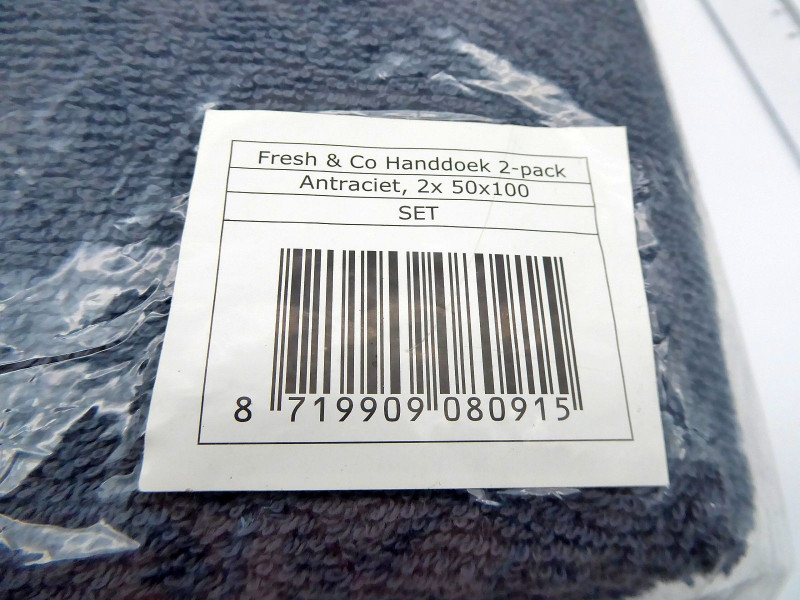 Fresh & Co Handdoek 2-pack
Antraciet, 2x 50x100
SET
8 719909 080915